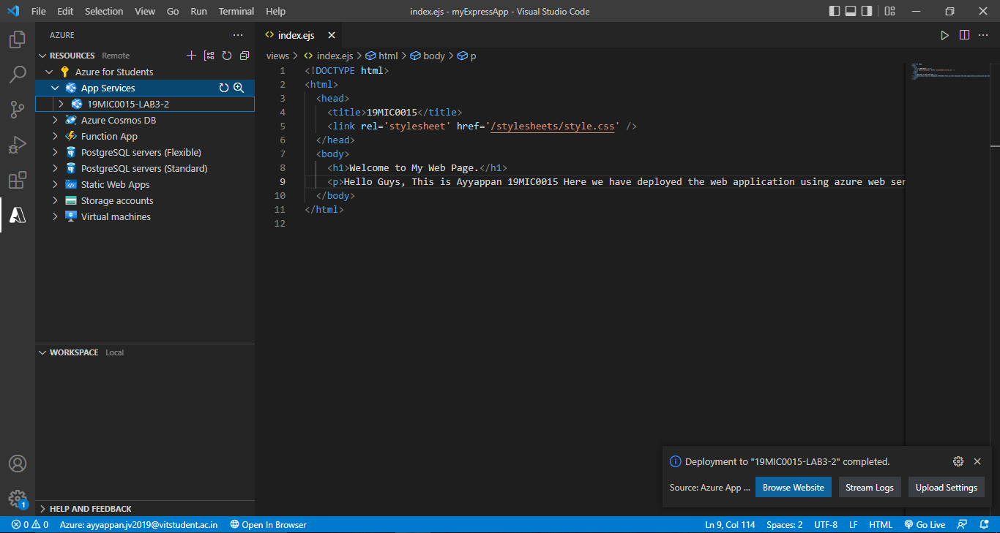 File Edit Selection View Go Run Terminal Help
index.ejs - myExpressApp - Visual Studio Code
AZURE
RESOURCES Remote
Azure for Students
App Services
19MIC0015-LAB3-2
Azure Cosmos DB
Function App
PostgreSQL servers (Flexible)
PostgreSQL servers (Standard)
Static Web Apps
Storage accounts
Virtual machines
WORKSPACE Local
HELP AND FEEDBACK
1
index.ejs
views > index.ejs > html > body > p
1 <!DOCTYPE html>
2 <html>
3 <head>
4 <title>19MIC0015</title>
5 <link rel='stylesheet' href='/stylesheets/style.css' />
6 </head>
7 <body>
8 <h1>Welcome to My Web Page.</h1>
9 <p>Hello Guys, This is Ayyappan 19MIC0015 Here we have deployed the web application using azure web ser
10 </body>
11 </html>
12
Deployment to "19MIC0015-LAB3-2" completed.
Source: Azure App ... Browse Website Stream Logs Upload Settings
0 0 Azure: ayyappan.jv2019@vitstudent.ac.in Open In Browser Ln 9, Col 114 Spaces: 2 UTF-8 LF HTML Go Live